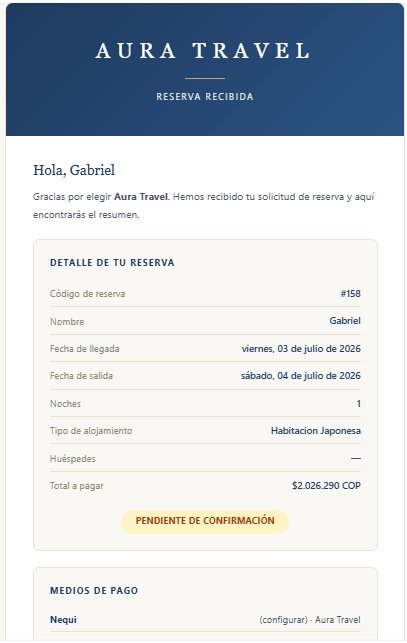 AURA TRAVEL
RESERVA RECIBIDA
Hola, Gabriel
Gracias por elegir Aura Travel. Hemos recibido tu solicitud de reserva y aquí
encontrarás el resumen.
DETALLE DE TU RESERVA
Código de reserva #158
Nombre Gabriel
Fecha de llegada viernes, 03 de julio de 2026
Fecha de salida sábado, 04 de julio de 2026
Noches 1
Tipo de alojamiento Habitacion Japonesa
Huéspedes —
Total a pagar $2.026.290 COP
PENDIENTE DE CONFIRMACIÓN
MEDIOS DE PAGO
Nequi (configurar) · Aura Travel